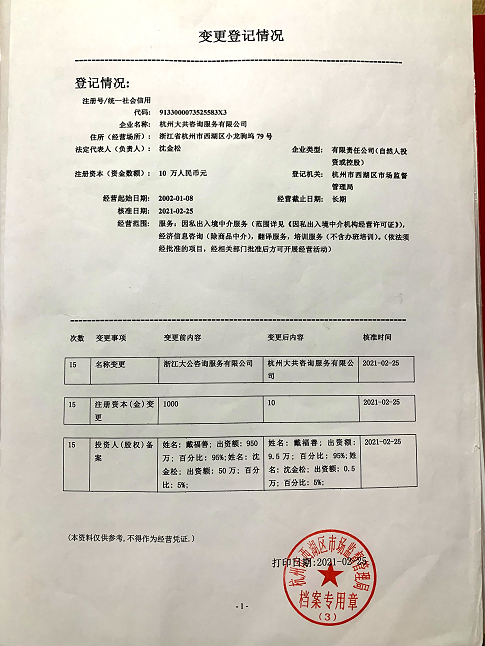 变更登记情况
登记情况：
注册号/统一社会信用
代码： 9133000073525583X3
企业名称： 杭州大共咨询服务有限公司
住所（经营场所）： 浙江省杭州市西湖区小龙驹坞 79 号
法定代表人（负责人）： 沈金松 企业类型： 有限责任公司（自然人投
资或控股）
注册资本（资金数额）： 10 万人民币元 登记机关： 杭州市西湖区市场监督
管理局
经营起始日期： 2002-01-08 经营截止日期： 长期
核准日期： 2021-02-25
经营范围： 服务：因私出入境中介服务（范围详见《因私出入境中介机构经营许可证》），
经济信息咨询（除商品中介），翻译服务，培训服务（不含办班培训）。（依法须
经批准的项目，经相关部门批准后方可开展经营活动）
次数 变更事项 变更前内容 变更后内容 核准时间
15 名称变更 浙江大公咨询服务有限公司 杭州大共咨询服务有限公 2021-02-25
司
15 注册资本（金）变 1000 10 2021-02-25
更
15 投资人（股权）备 姓名：戴福善；出资额：950 姓名：戴福善；出资额： 2021-02-25
案 万；百分比：95%;姓名：沈 9.5 万；百分比：95%;姓
金松；出资额：50 万；百分 名：沈金松；出资额：0.5
比：5%; 万；百分比：5%;
（本资料仅供参考,不得作为经营凭证.）
打印日期:2021-02-25
杭州市西湖区市场监督管理局
档案专用章
（3）
-1-